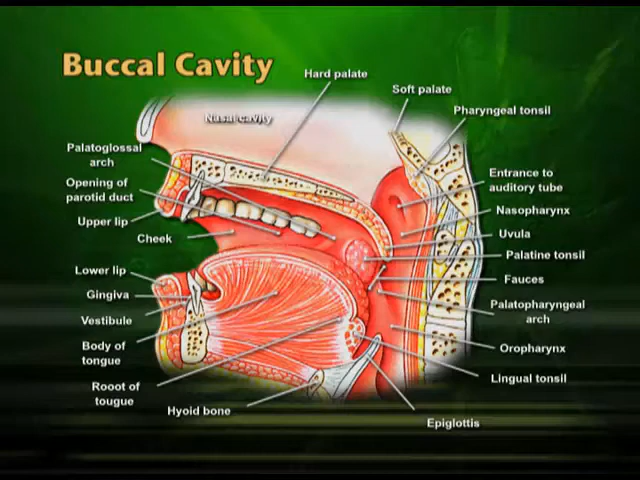 Buccal Cavity
Hard palate
Soft palate
Pharyngeal tonsil
Nasal cavity
Palatoglossal
arch
Opening of
parotid duct
Upper lip
Cheek
Lower lip
Gingiva
Vestibule
Body of
tongue
Rooot of
tougue
Hyoid bone
Entrance to
auditory tube
Nasopharynx
Uvula
Palatine tonsil
Fauces
Palatopharyngeal
arch
Oropharynx
Lingual tonsil
Epiglottis